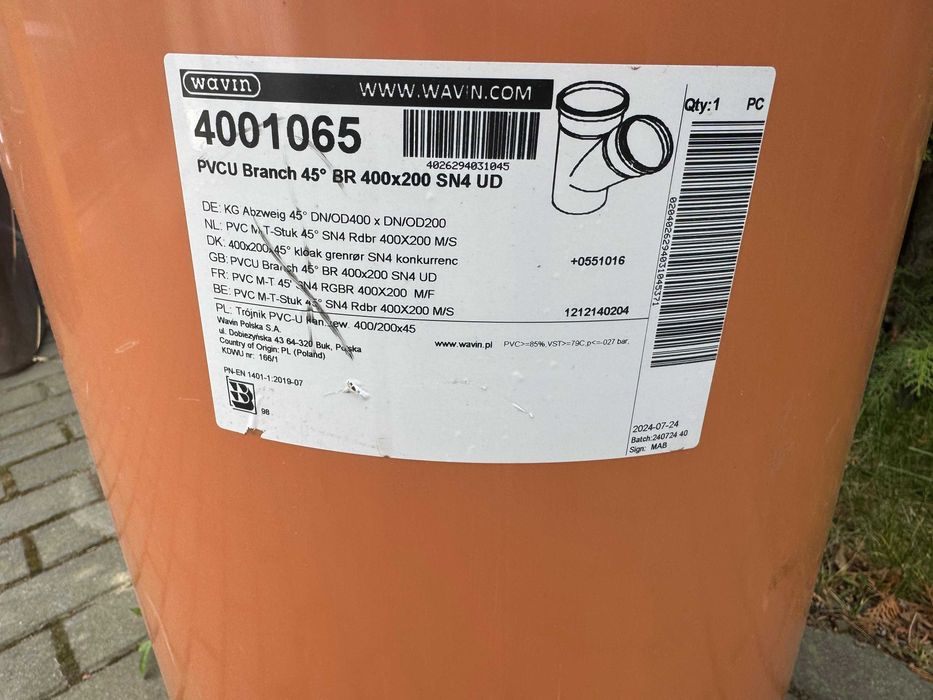 wavin
WWW.WAVIN.COM
4001065
4026294031045
PVCU Branch 45° BR 400x200 SN4 UD
Qty:1 PC
DE: KG Abzweig 45° DN/OD400 x DN/OD200
NL: PVC M-T-Stuk 45° SN4 Rdbr 400X200 M/S
DK: 400x200 45° kloak grenrør SN4 konkurrenc
GB: PVCU Branch 45° BR 400x200 SN4 UD
FR: PVC M-T 45° SN4 RGBR 400X200 M/F
BE: PVC M-T-Stuk 45° SN4 Rdbr 400X200 M/S
+0551016
1212140204
PL: Trójnik PVC-U 400/200x45
Wavin Polska S.A.
ul. Dobieżyńska 43 64-320 Buk, Polska
Country of Origin: PL (Poland)
KDWU nr: 166/1
www.wavin.pl PVC>=85%,VST>=79C,p<=-027 bar,
PN-EN 1401-1:2019-07
B
98
0204026294031045371
2024-07-24
Batch:240724 40
Sign: MAB